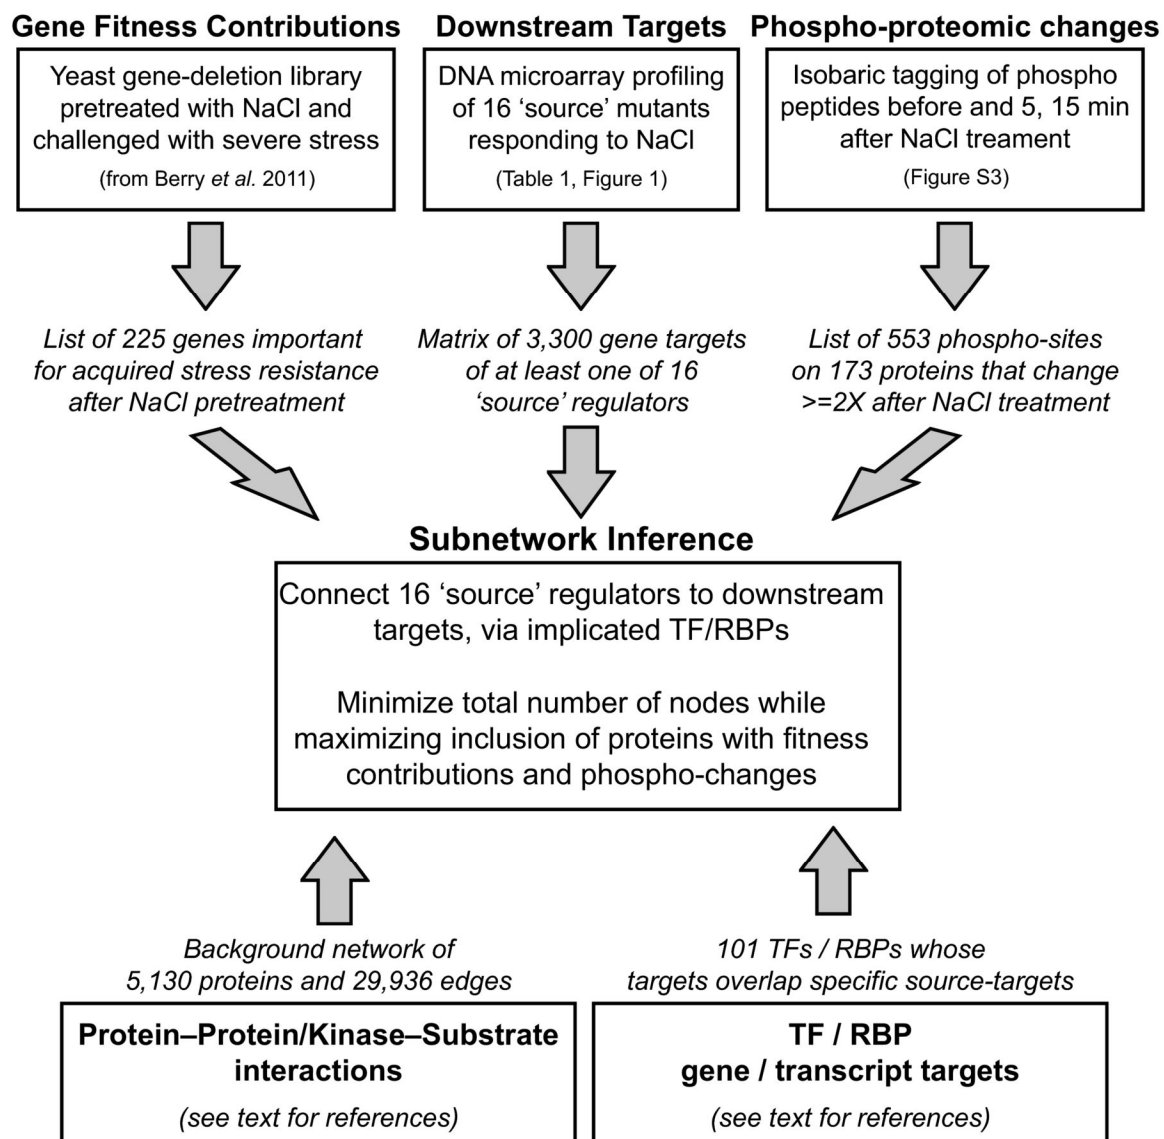 Gene Fitness Contributions
Yeast gene-deletion library
pretreated with NaCl and
challenged with severe stress
(from Berry et al. 2011)
Downstream Targets
DNA microarray profiling
of 16 ‘source’ mutants
responding to NaCl
(Table 1, Figure 1)
Phospho-proteomic changes
Isobaric tagging of phospho
peptides before and 5, 15 min
after NaCl treament
(Figure S3)
List of 225 genes important
for acquired stress resistance
after NaCl pretreatment
Matrix of 3,300 gene targets
of at least one of 16
‘source’ regulators
List of 553 phospho-sites
on 173 proteins that change
>=2X after NaCl treatment
Subnetwork Inference
Connect 16 ‘source’ regulators to downstream
targets, via implicated TF/RBPs
Minimize total number of nodes while
maximizing inclusion of proteins with fitness
contributions and phospho-changes
Background network of
5,130 proteins and 29,936 edges
Protein–Protein/Kinase–Substrate
interactions
(see text for references)
101 TFs / RBPs whose
targets overlap specific source-targets
TF / RBP
gene / transcript targets
(see text for references)